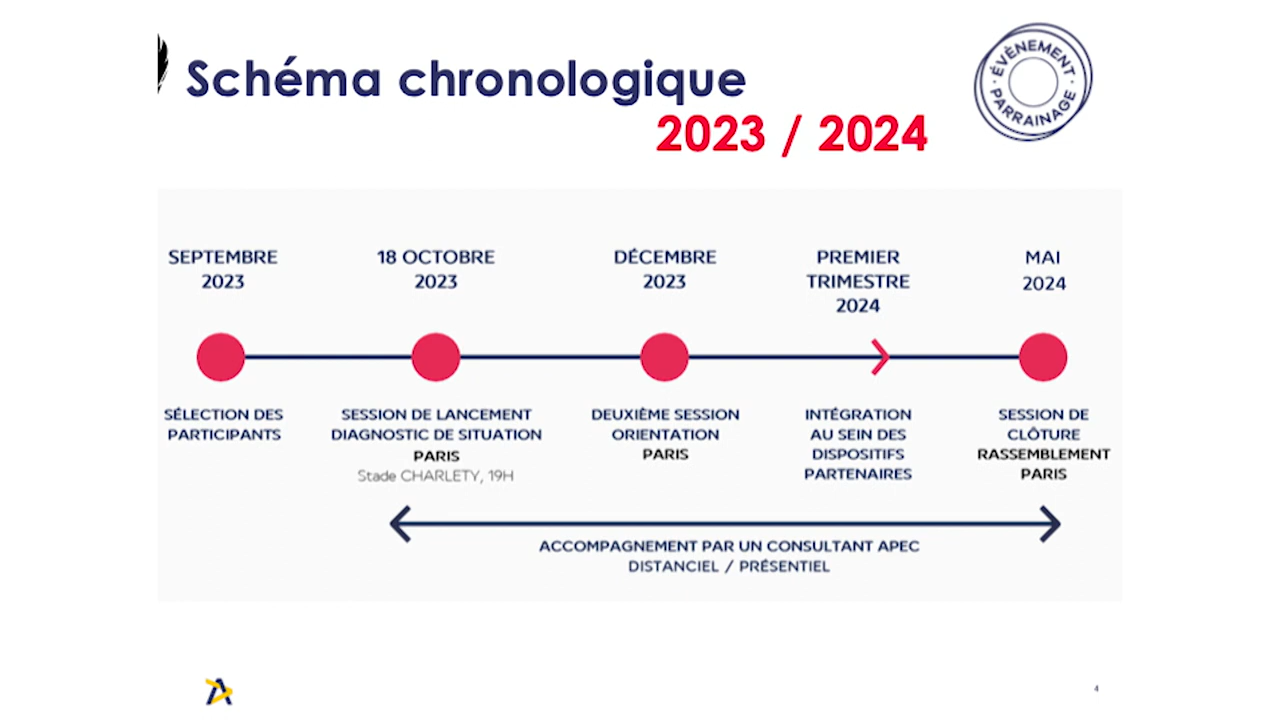 Schéma chronologique
2023 / 2024
· ÉVÈNEMENT ·
PARRAINAGE
SEPTEMBRE
2023
18 OCTOBRE
2023
DÉCEMBRE
2023
PREMIER
TRIMESTRE
2024
MAI
2024
SÉLECTION DES
PARTICIPANTS
SESSION DE LANCEMENT
DIAGNOSTIC DE SITUATION
PARIS
Stade CHARLETY, 19H
DEUXIÈME SESSION
ORIENTATION
PARIS
INTÉGRATION
AU SEIN DES
DISPOSITIFS
PARTENAIRES
SESSION DE
CLÔTURE
RASSEMBLEMENT
PARIS
ACCOMPAGNEMENT PAR UN CONSULTANT APEC
DISTANCIEL / PRÉSENTIEL
4